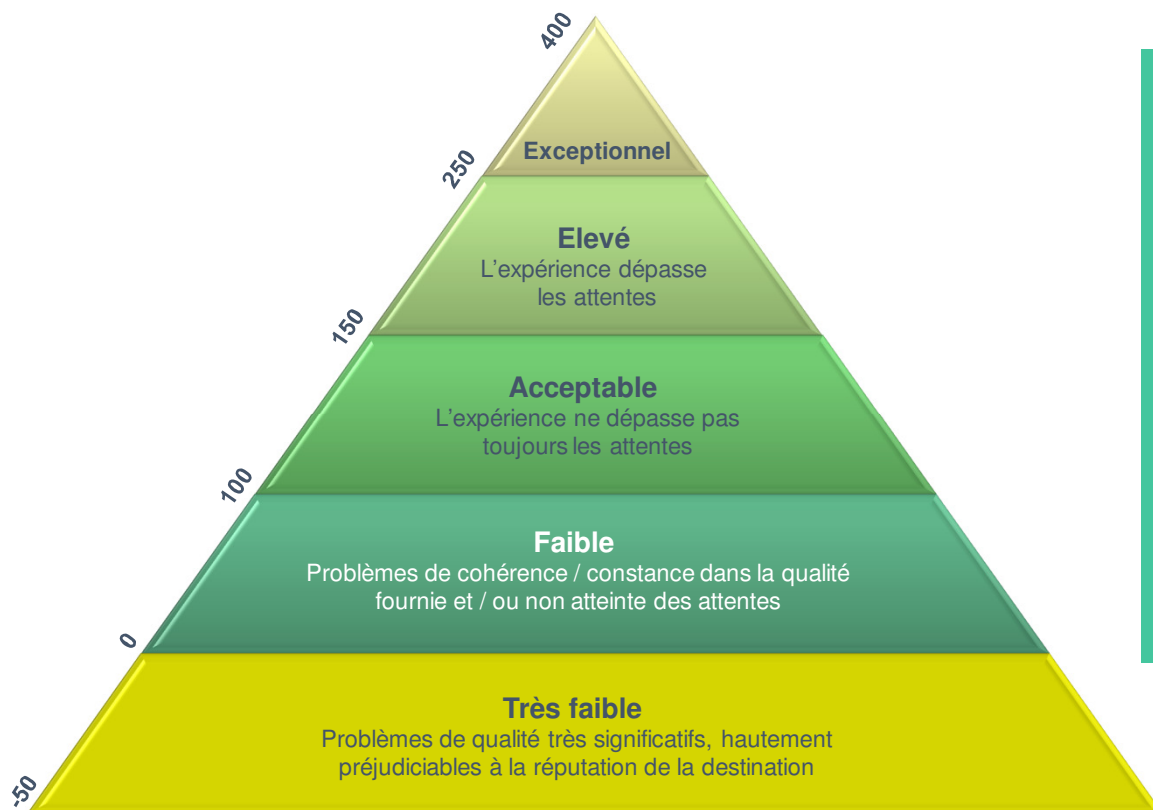 400
Exceptionnel
250
Elevé
L'expérience dépasse
les attentes
150
Acceptable
L'expérience ne dépasse pas
toujours les attentes
100
Faible
Problèmes de cohérence / constance dans la qualité
fournie et / ou non atteinte des attentes
0
Très faible
Problèmes de qualité très significatifs, hautement
préjudiciables à la réputation de la destination
-50